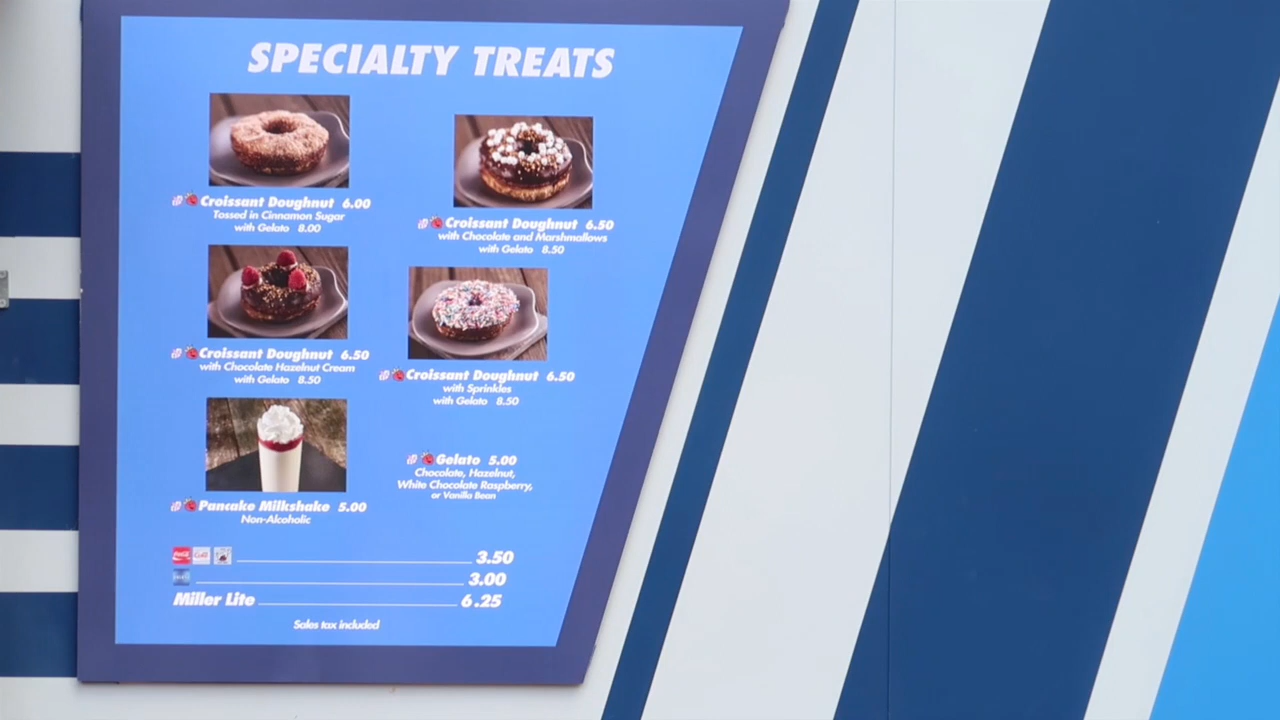 SPECIALTY TREATS
Croissant Doughnut 6.00
Tossed in Cinnamon Sugar
with Gelato 8.00
Croissant Doughnut 6.50
with Chocolate and Marshmallows
with Gelato 8.50
Croissant Doughnut 6.50
with Chocolate Hazelnut Cream
with Gelato 8.50
Croissant Doughnut 6.50
with Sprinkles
with Gelato 8.50
Pancake Milkshake 5.00
Non-Alcoholic
Gelato 5.00
Chocolate, Hazelnut,
White Chocolate Raspberry,
or Vanilla Bean
Coca-Cola 3.50
3.00
Miller Lite 6.25
Sales tax included